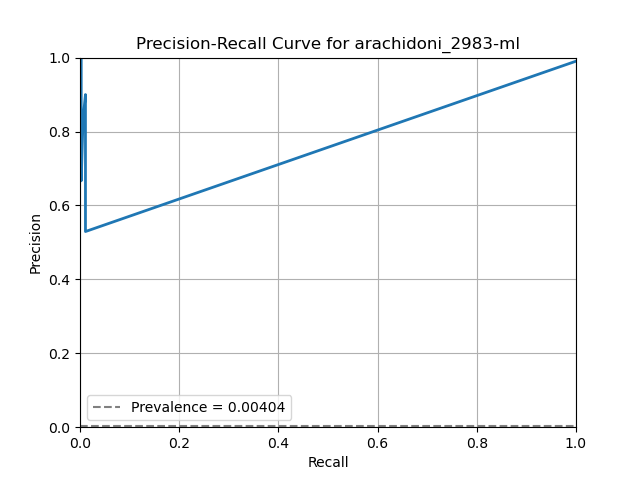 Precision-Recall Curve for arachidoni_2983-ml
1.0
0.8
0.6
0.4
0.2
0.0
Precision
Prevalence = 0.00404
0.0 0.2 0.4 0.6 0.8 1.0
Recall